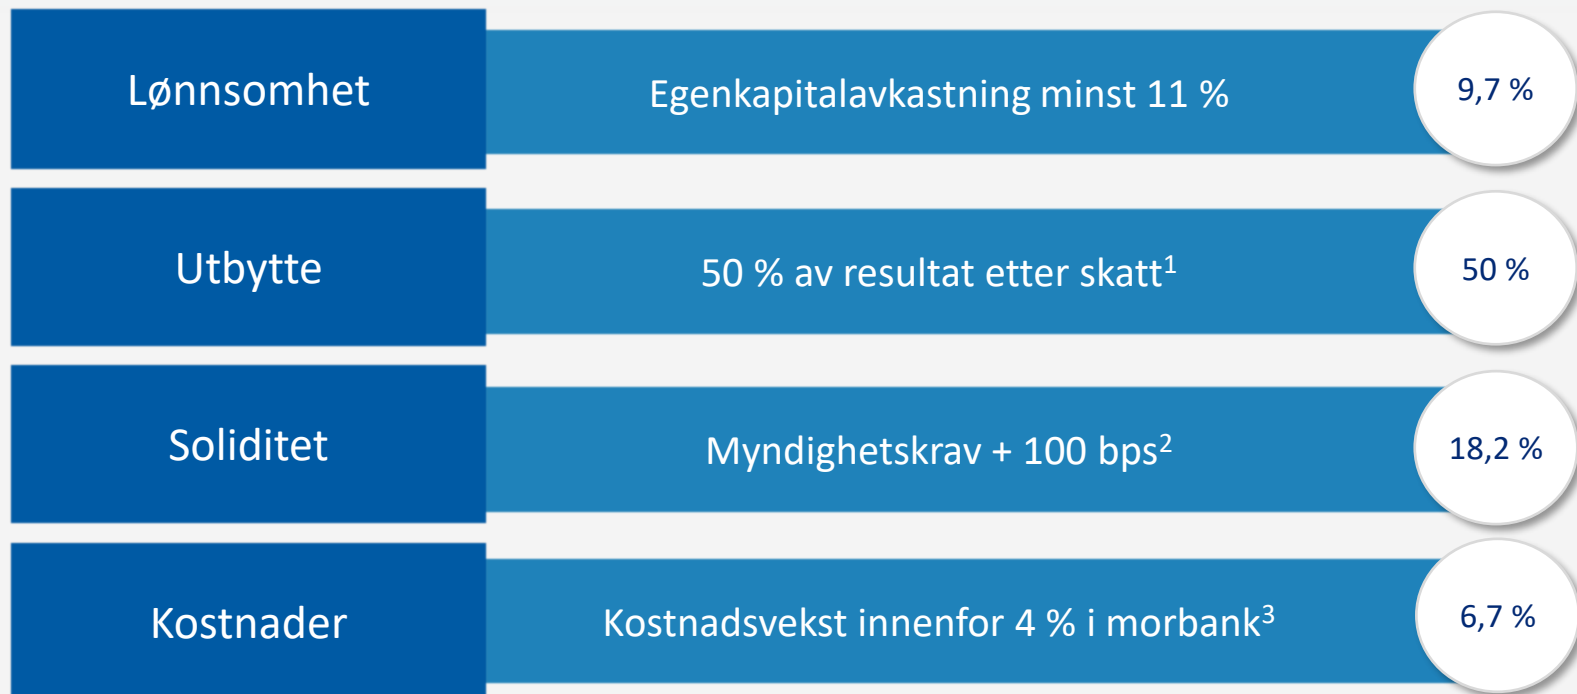 Lønnsomhet
Egenkapitalavkastning minst 11 %
9,7 %
Utbytte
50 % av resultat etter skatt¹
50 %
Soliditet
Myndighetskrav + 100 bps²
18,2 %
Kostnader
Kostnadsvekst innenfor 4 % i morbank³
6,7 %